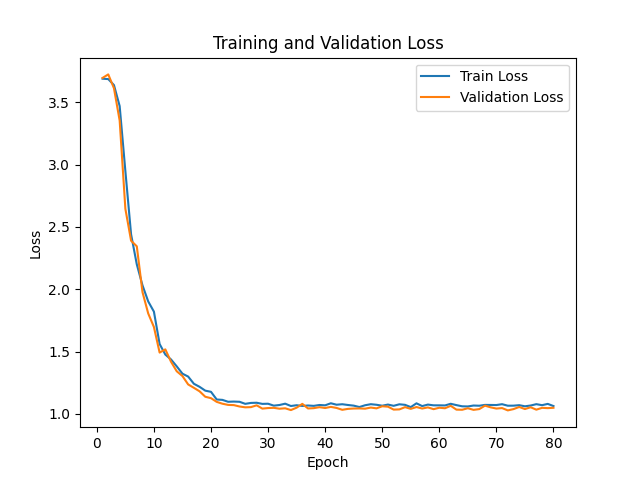 Training and Validation Loss
Train Loss
Validation Loss
3.5
3.0
2.5
2.0
1.5
1.0
Loss
0 10 20 30 40 50 60 70 80
Epoch